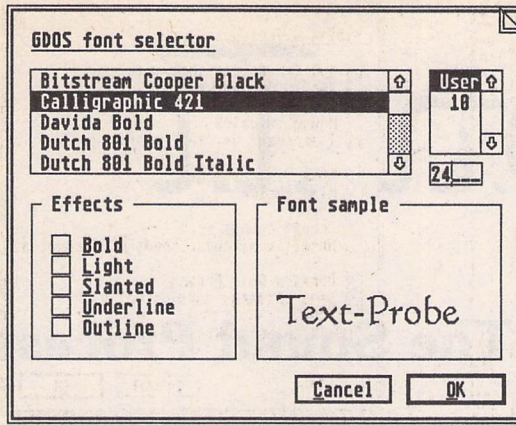 GDOS font selector
Bitstream Cooper Black
Calligraphic 421
Davida Bold
Dutch 801 Bold
Dutch 801 Bold Italic
User
10
24___
Effects
Bold
Light
Slanted
Underline
Outline
Font sample
Text-Probe
Cancel
OK